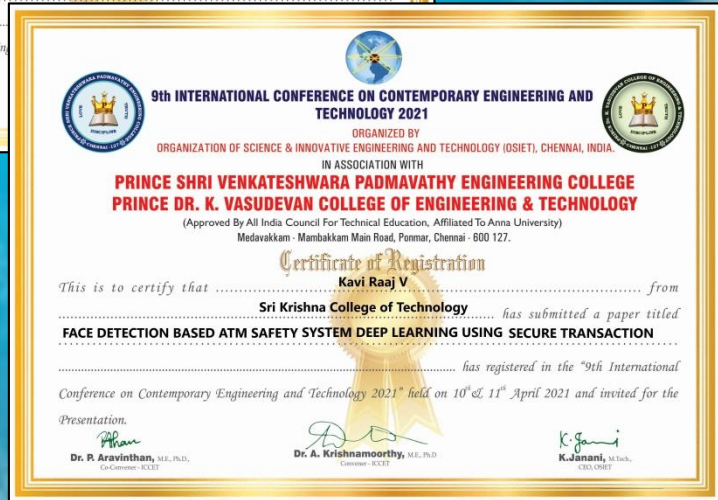 9th INTERNATIONAL CONFERENCE ON CONTEMPORARY ENGINEERING AND
TECHNOLOGY 2021
ORGANIZED BY
ORGANIZATION OF SCIENCE & INNOVATIVE ENGINEERING AND TECHNOLOGY (OSIET), CHENNAI, INDIA.
IN ASSOCIATION WITH
PRINCE SHRI VENKATESHWARA PADMAVATHY ENGINEERING COLLEGE
PRINCE DR. K. VASUDEVAN COLLEGE OF ENGINEERING & TECHNOLOGY
(Approved By All India Council For Technical Education, Affiliated To Anna University)
Medavakkam - Mambakkam Main Road, Ponmar, Chennai - 600 127.
Certificate of Registration
This is to certify that Kavi Raaj V from
Sri Krishna College of Technology has submitted a paper titled
FACE DETECTION BASED ATM SAFETY SYSTEM DEEP LEARNING USING SECURE TRANSACTION
has registered in the "9th International
Conference on Contemporary Engineering and Technology 2021" held on 10th & 11th April 2021 and invited for the
Presentation.
Dr. P. Aravinthan, M.E., Ph.D.,
Co-Convener - ICCET
Dr. A. Krishnamoorthy, M.E., Ph.D
Convener - ICCET
K. Janani
K.Janani, M.Tech.,
CEO, OSIET